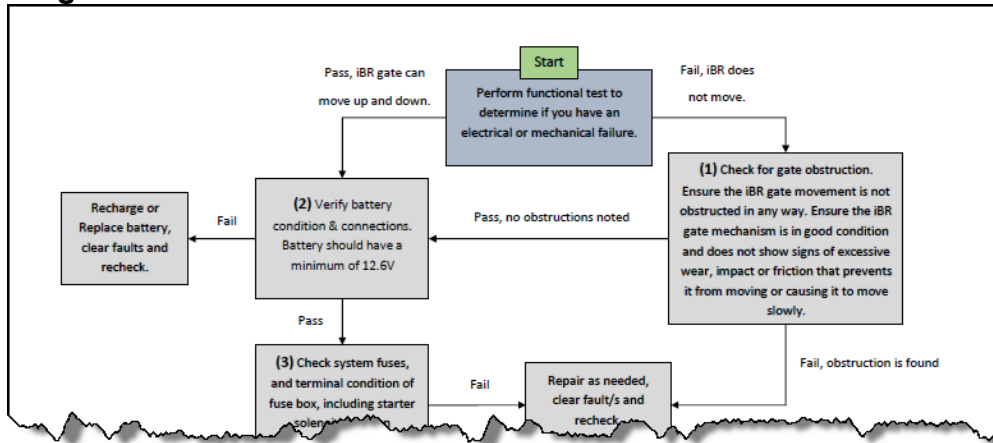 Start
Pass, iBR gate can
move up and down.
Perform functional test to
determine if you have an
electrical or mechanical failure.
Fail, iBR does
not move.
(1) Check for gate obstruction.
Ensure the iBR gate movement is not
obstructed in any way. Ensure the iBR
gate mechanism is in good condition
and does not show signs of excessive
wear, impact or friction that prevents
it from moving or causing it to move
slowly.
Pass, no obstructions noted
(2) Verify battery
condition & connections.
Battery should have a
minimum of 12.6V
Fail
Recharge or
Replace battery,
clear faults and
recheck.
Pass
Fail, obstruction is found
(3) Check system fuses,
and terminal condition of
fuse box, including starter
Fail
Repair as needed,
clear fault/s and
recheck